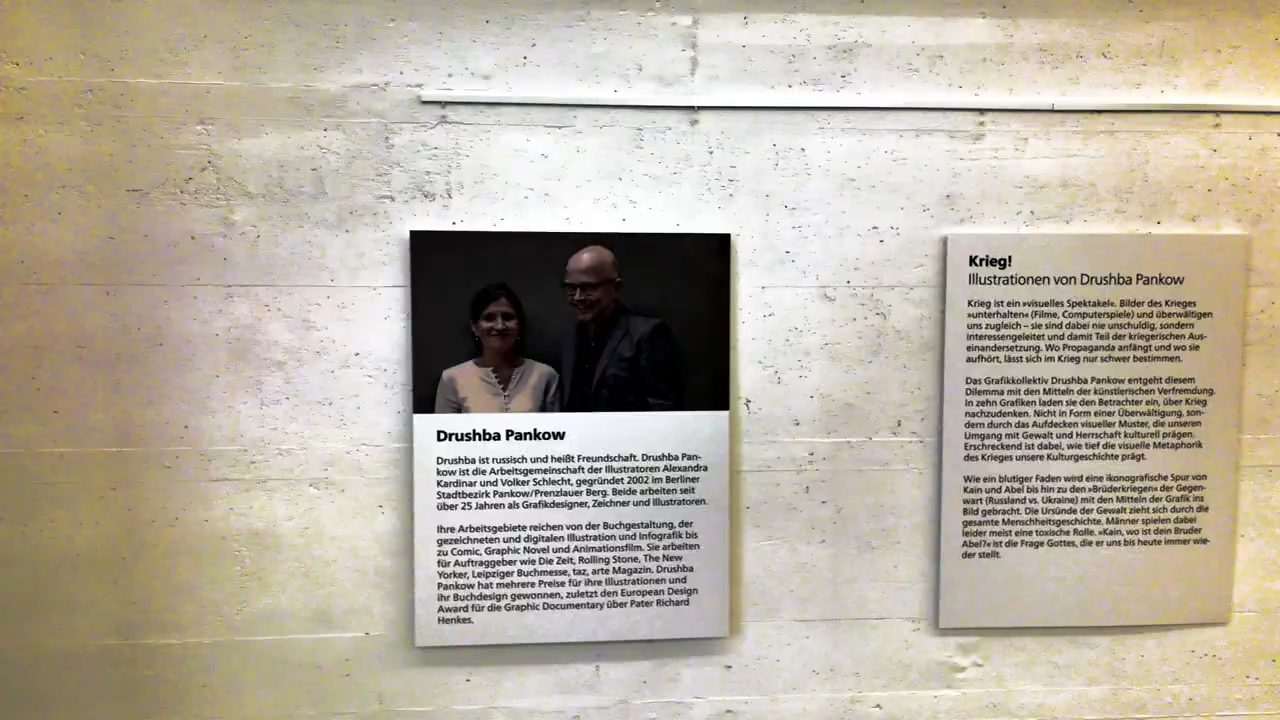 Drushba Pankow
Drushba ist russisch und heißt Freundschaft. Drushba Pan-
kow ist die Arbeitsgemeinschaft der Illustratoren Alexandra
Kardinar und Volker Schlecht, gegründet 2002 im Berliner
Stadtbezirk Pankow/Prenzlauer Berg. Beide arbeiten seit
über 25 Jahren als Grafikdesigner, Zeichner und Illustratoren.
Ihre Arbeitsgebiete reichen von der Buchgestaltung, der
gezeichneten und digitalen Illustration und Infografik bis
zu Comic, Graphic Novel und Animationsfilm. Sie arbeiten
für Auftraggeber wie Die Zeit, Rolling Stone, The New
Yorker, Leipziger Buchmesse, taz, arte Magazin. Drushba
Pankow hat mehrere Preise für ihre Illustrationen und
ihr Buchdesign gewonnen, zuletzt den European Design
Award für die Graphic Documentary über Pater Richard
Henkes.
Krieg!
Illustrationen von Drushba Pankow
Krieg ist ein »visuelles Spektakel«. Bilder des Krieges
»unterhalten« (Filme, Computerspiele) und überwältigen
uns zugleich – sie sind dabei nie unschuldig, sondern
interessengeleitet und damit Teil der kriegerischen Aus-
einandersetzung. Wo Propaganda anfängt und wo sie
aufhört, lässt sich im Krieg nur schwer bestimmen.
Das Grafikkollektiv Drushba Pankow entgeht diesem
Dilemma mit den Mitteln der künstlerischen Verfremdung.
In zehn Grafiken laden sie den Betrachter ein, über Krieg
nachzudenken. Nicht in Form einer Überwältigung, son-
dern durch das Aufdecken visueller Muster, die unseren
Umgang mit Gewalt und Herrschaft kulturell prägen.
Erschreckend ist dabei, wie tief die visuelle Metaphorik
des Krieges unsere Kulturgeschichte prägt.
Wie ein blutiger Faden wird eine ikonografische Spur von
Kain und Abel bis hin zu den »Brüderkriegen« der Gegen-
wart (Russland vs. Ukraine) mit den Mitteln der Grafik ins
Bild gebracht. Die Ursünde der Gewalt zieht sich durch die
gesamte Menschheitsgeschichte. Männer spielen dabei
leider meist eine toxische Rolle. »Kain, wo ist dein Bruder
Abel?« ist die Frage Gottes, die er uns bis heute immer wie-
der stellt.